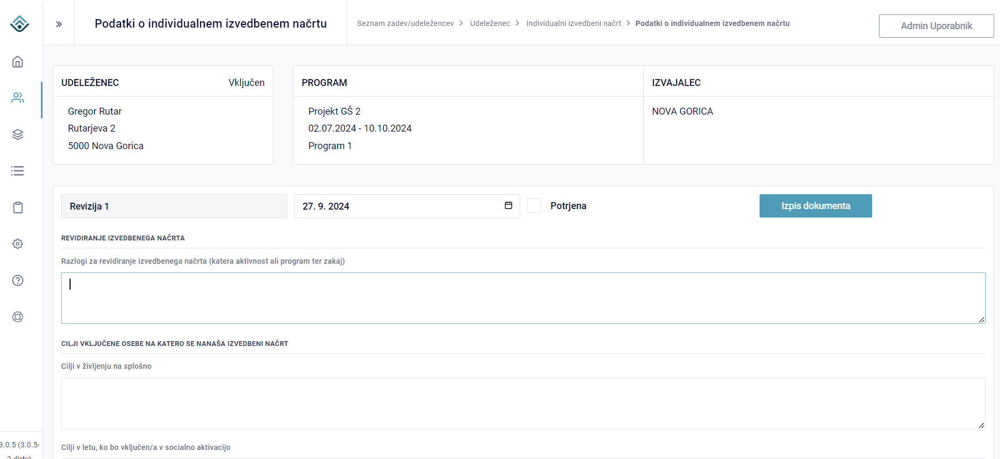 Podatki o individualnem izvedbenem načrtu
Seznam zadev/udeležencev > Udeleženec > Individualni izvedbeni načrt > Podatki o individualnem izvedbenem načrtu
Admin Uporabnik
UDELEŽENEC
Vključen
Gregor Rutar
Rutarjeva 2
5000 Nova Gorica
PROGRAM
Projekt GŠ 2
02.07.2024 - 10.10.2024
Program 1
IZVAJALEC
NOVA GORICA
Revizija 1
27. 9. 2024
Potrjena
Izpis dokumenta
REVIDIRANJE IZVEDBENEGA NAČRTA
Razlogi za revidiranje izvedbenega načrta (katera aktivnost ali program ter zakaj)
CILJI VKLJUČENE OSEBE NA KATERO SE NANAŠA IZVEDBENI NAČRT
Cilji v življenju na splošno
Cilji v letu, ko bo vključen/a v socialno aktivacijo
3.0.5 (3.0.5-
2 dirty)